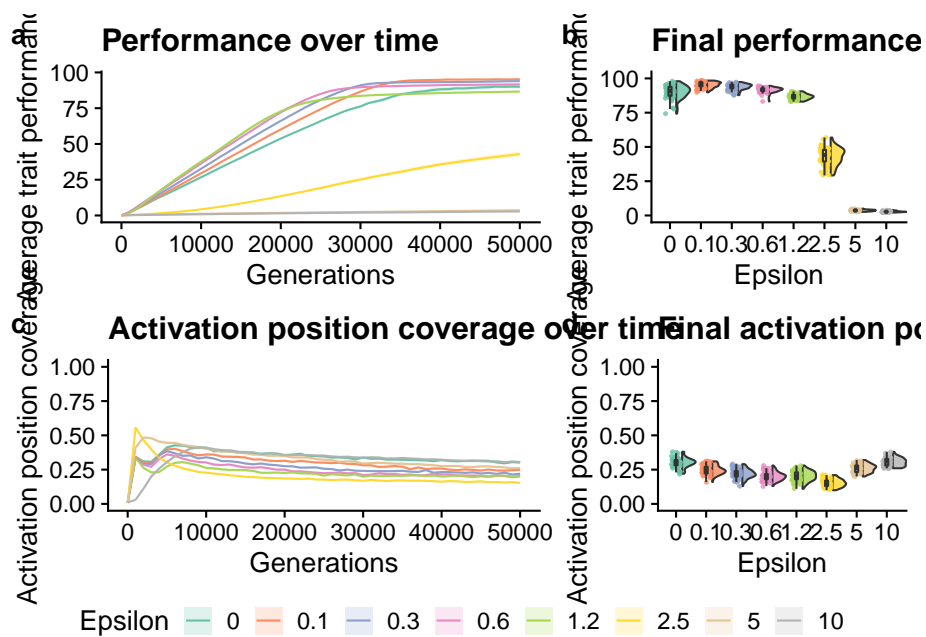 a
Performance over time
Average trait performanc
100
75
50
25
0
0 10000 20000 30000 40000 50000
Generations
b
Final performance
Average trait performanc
100
75
50
25
0
0 0.1 0.3 0.6 1.2 2.5 5 10
Epsilon
c
Activation position coverage over time
Activation position coverage
1.00
0.75
0.50
0.25
0.00
0 10000 20000 30000 40000 50000
Generations
d
Final activation po
Activation position coverage
1.00
0.75
0.50
0.25
0.00
0 0.1 0.3 0.6 1.2 2.5 5 10
Epsilon
Epsilon 0 0.1 0.3 0.6 1.2 2.5 5 10